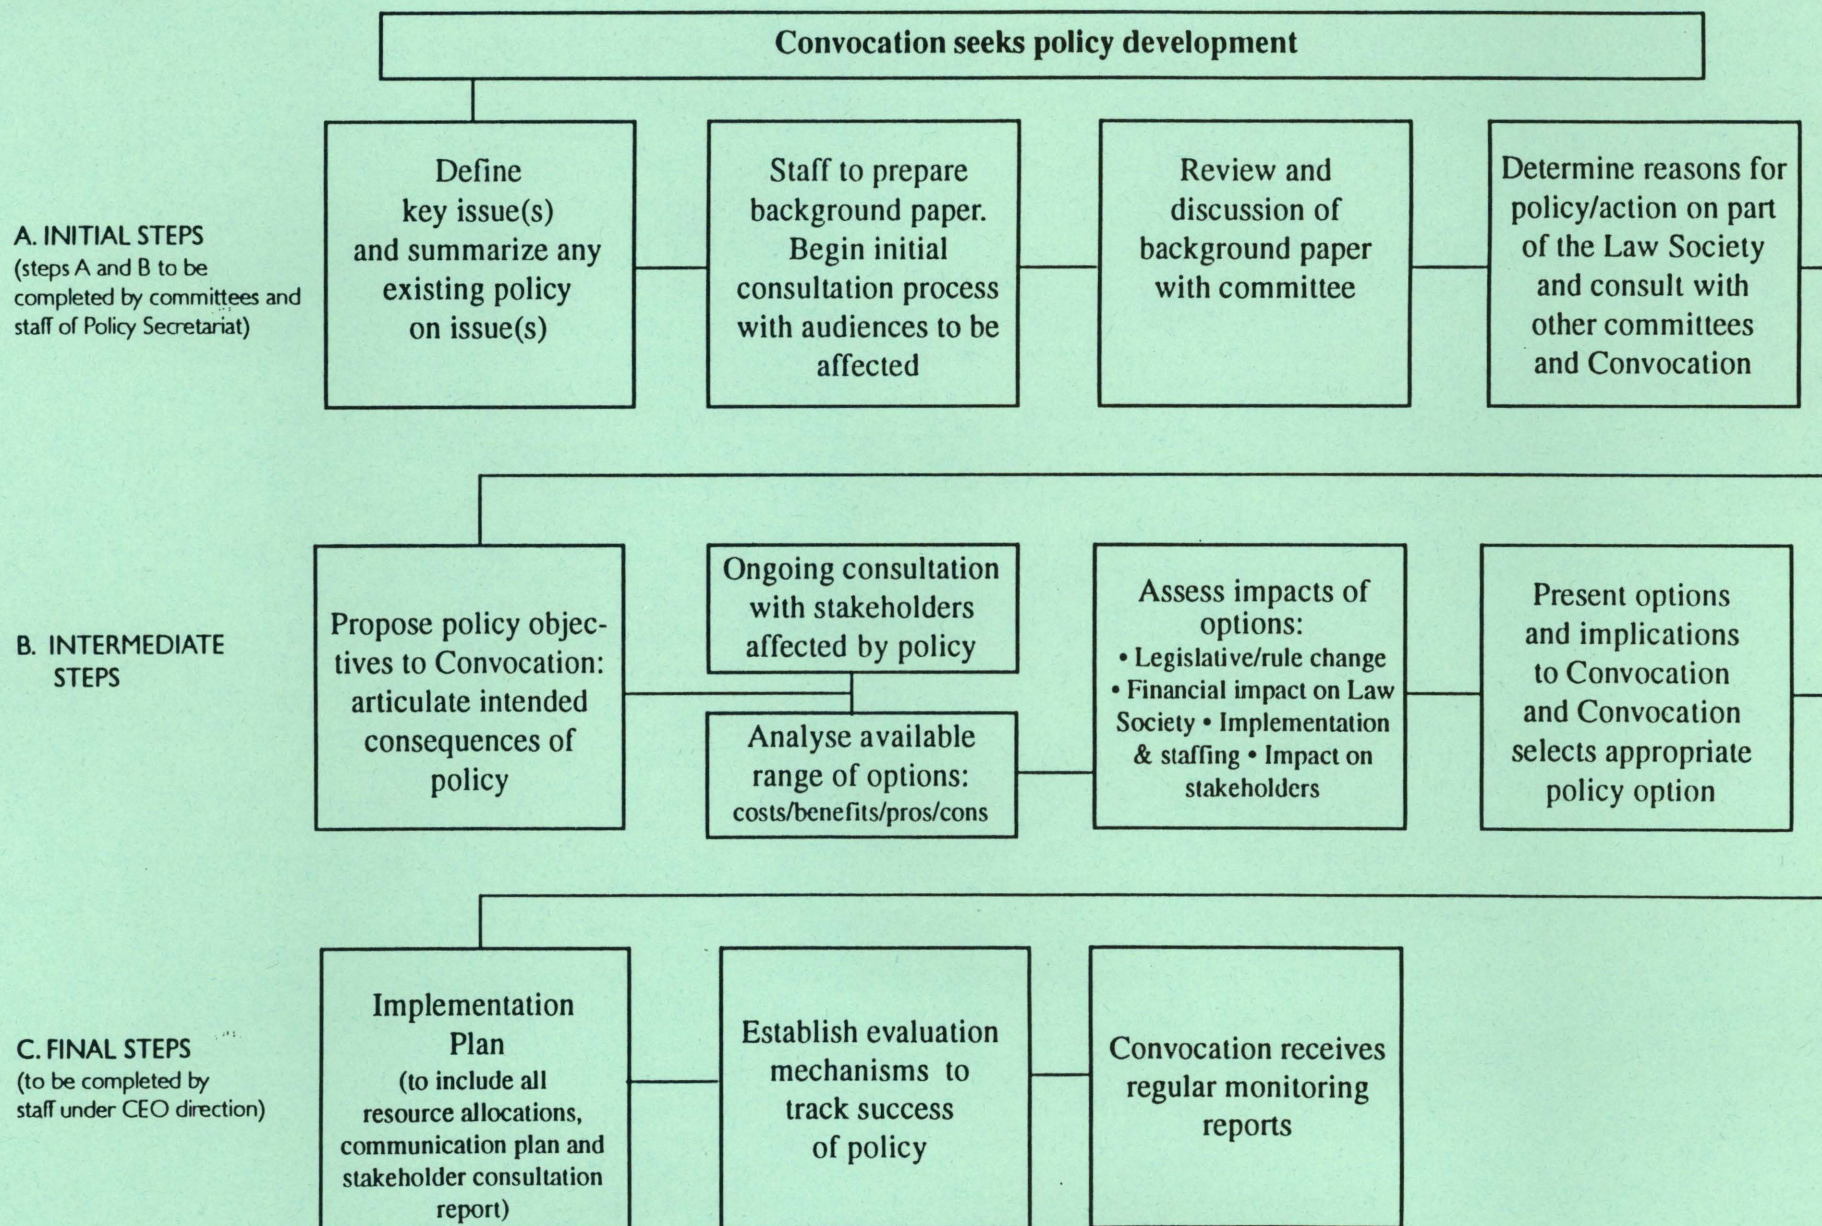 Convocation seeks policy development
A. INITIAL STEPS
(steps A and B to be
completed by committees and
staff of Policy Secretariat)
Define
key issue(s)
and summarize any
existing policy
on issue(s)
Staff to prepare
background paper.
Begin initial
consultation process
with audiences to be
affected
Review and
discussion of
background paper
with committee
Determine reasons for
policy/action on part
of the Law Society
and consult with
other committees
and Convocation
B. INTERMEDIATE
STEPS
Propose policy objec-
tives to Convocation:
articulate intended
consequences of
policy
Ongoing consultation
with stakeholders
affected by policy
Analyse available
range of options:
costs/benefits/pros/cons
Assess impacts of
options:
• Legislative/rule change
• Financial impact on Law
Society • Implementation
& staffing • Impact on
stakeholders
Present options
and implications
to Convocation
and Convocation
selects appropriate
policy option
C. FINAL STEPS
(to be completed by
staff under CEO direction)
Implementation
Plan
(to include all
resource allocations,
communication plan and
stakeholder consultation
report)
Establish evaluation
mechanisms to
track success
of policy
Convocation receives
regular monitoring
reports